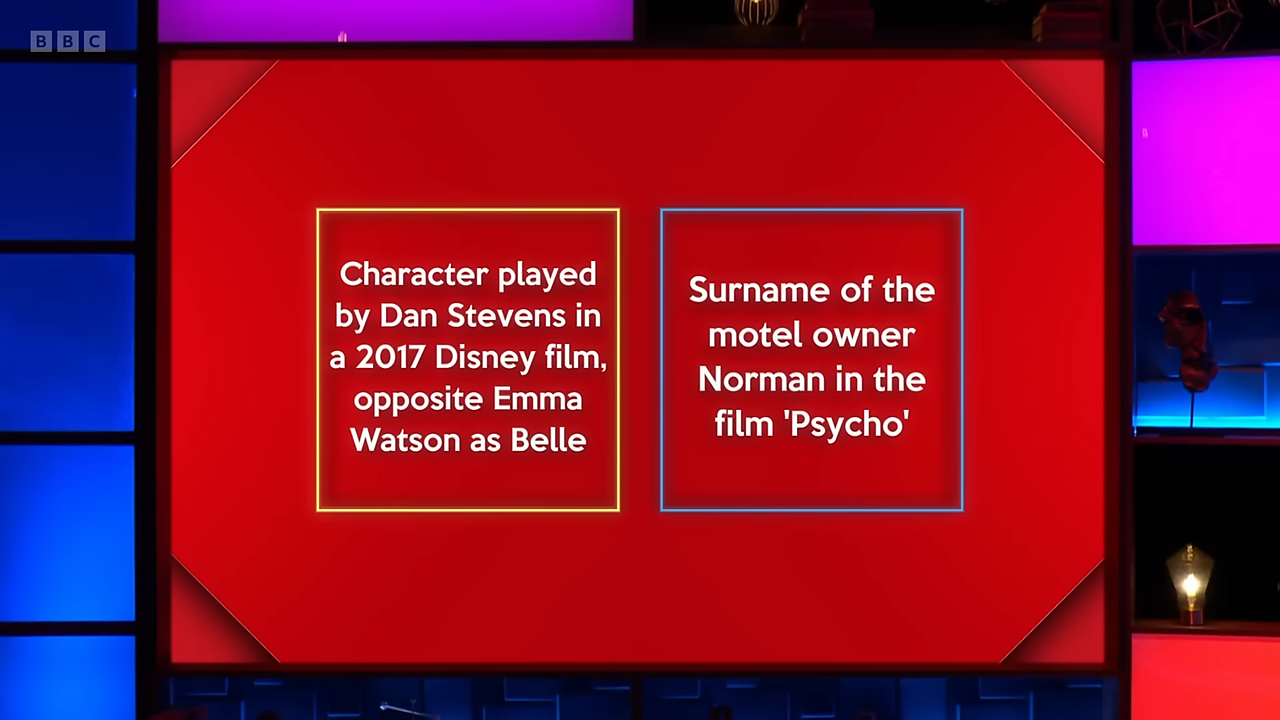 BBC
Character played
by Dan Stevens in
a 2017 Disney film,
opposite Emma
Watson as Belle
Surname of the
motel owner
Norman in the
film 'Psycho'